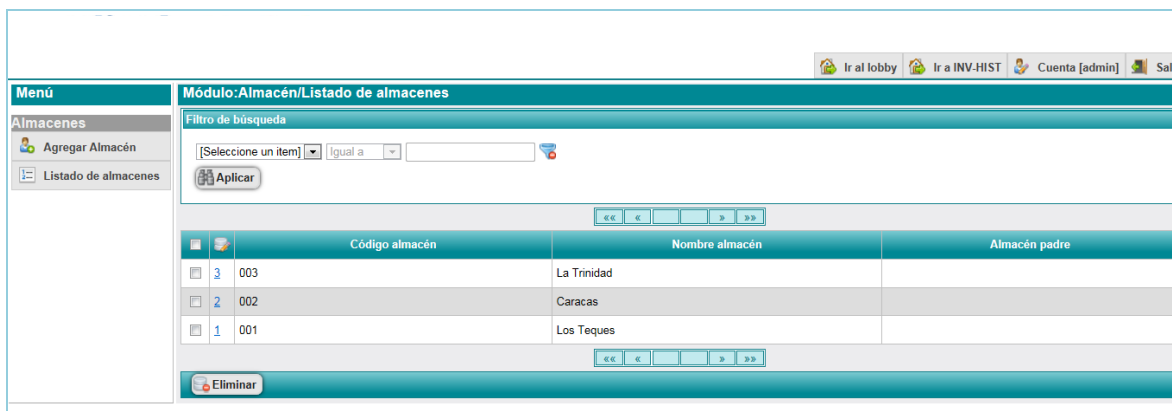 Ir al lobby Ir a INV-HIST Cuenta [admin] Sal
Menú
Módulo:Almacén/Listado de almacenes
Almacenes
Agregar Almacén
Listado de almacenes
Filtro de búsqueda
[Seleccione un item] Igual a
Aplicar
«« « » »»
Código almacén Nombre almacén Almacén padre
3 003 La Trinidad
2 002 Caracas
1 001 Los Teques
«« « » »»
Eliminar